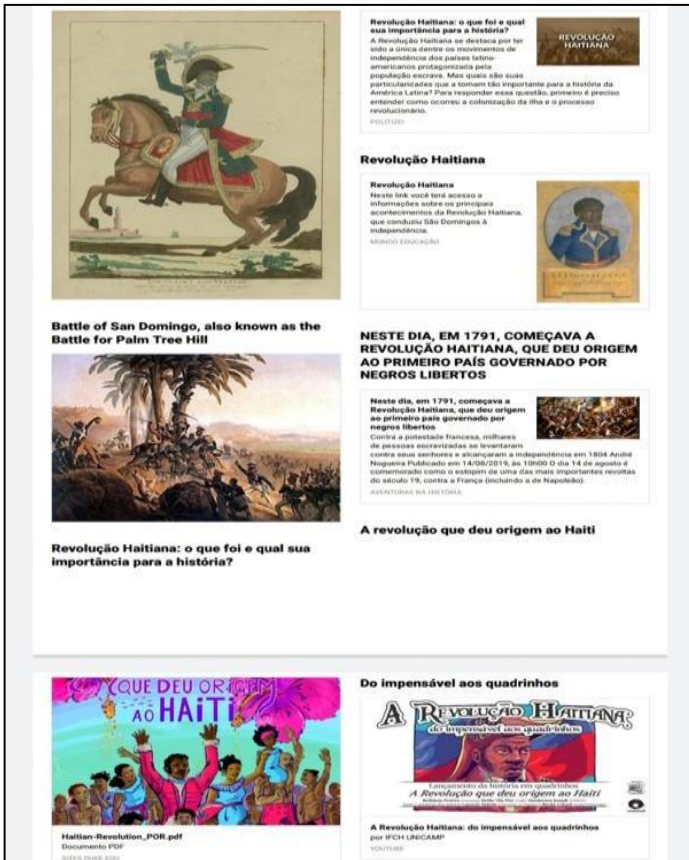 TOUSSAINT LOUVERTURE
Battle of San Domingo, also known as the
Battle for Palm Tree Hill
Revolução Haitiana: o que foi e qual sua
importância para a história?
Revolução Haitiana: o que foi e qual
sua importância para a história?
A Revolução Haitiana se destaca por ter
sido a única dentre os movimentos de
independência dos países latino-
americanos protagonizada pela
população escrava. Mas quais são suas
particularidades que a tornam tão importante para a história da
América Latina? Para responder essa questão, primeiro é preciso
entender como ocorreu a colonização da ilha e o processo
revolucionário.
POLITIZE!
REVOLUÇÃO
HAITIANA
Revolução Haitiana
Revolução Haitiana
Neste link você terá acesso a
informações sobre os principais
acontecimentos da Revolução Haitiana,
que conduziu São Domingos à
independência.
MUNDO EDUCAÇÃO
NESTE DIA, EM 1791, COMEÇAVA A
REVOLUÇÃO HAITIANA, QUE DEU ORIGEM
AO PRIMEIRO PAÍS GOVERNADO POR
NEGROS LIBERTOS
Neste dia, em 1791, começava a
Revolução Haitiana, que deu origem
ao primeiro país governado por
negros libertos
Contra a potestade francesa, milhares
de pessoas escravizadas se levantaram
contra seus senhores e alcançaram a independência em 1804 André
Nogueira Publicado em 14/08/2019, às 10h00 O dia 14 de agosto é
comemorado como o estopim de uma das mais importantes revoltas
do século 19, contra a França (incluindo a de Napoleão).
AVENTURAS NA HISTÓRIA
A revolução que deu origem ao Haiti
QUE DEU ORIGEM
AO HAITI
Haitian-Revolution_POR.pdf
Documento PDF
SITES DUKE EDU
Do impensável aos quadrinhos
A REVOLUÇÃO HAITIANA:
do impensável aos quadrinhos
Lançamento da história em quadrinhos
A Revolução que deu origem ao Haiti
A Revolução Haitiana: do impensável aos quadrinhos
por IFCH UNICAMP
YOUTUBE